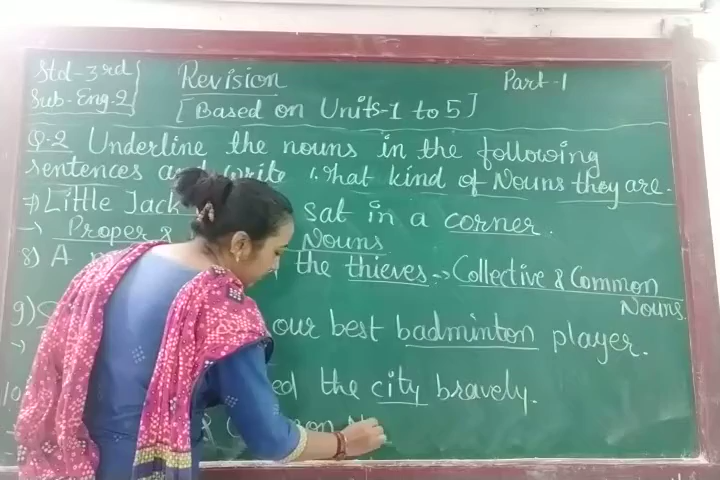 Std-3rd
Sub-Eng.2
Revision
Part-1
[Based on Units-1 to 5]
Q.2 Underline the nouns in the following
sentences and write what kind of Nouns they are.
7) Little Jack sat in a corner.
→ Proper & Nouns
8) A the thieves. → Collective & Common
Nouns
9) our best badminton player.
→
10 the city bravely.